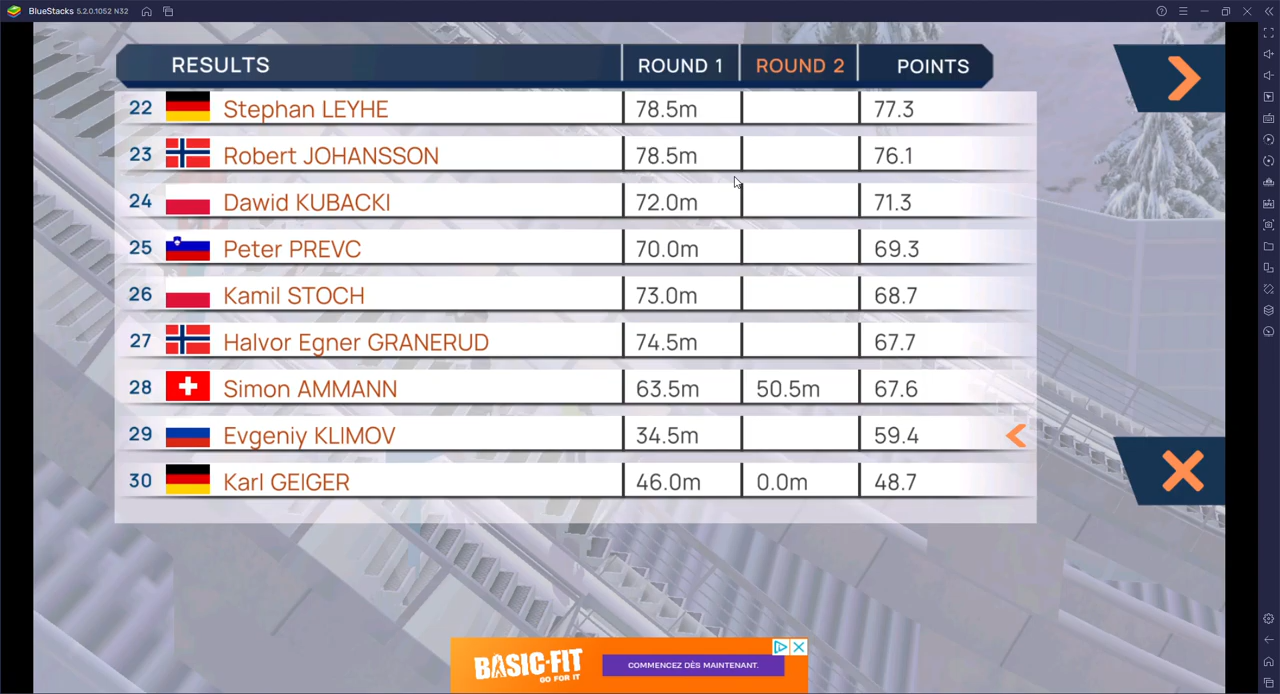 BlueStacks 5.2.0.1052 N32
RESULTS ROUND 1 ROUND 2 POINTS
22 Stephan LEYHE 78.5m 77.3
23 Robert JOHANSSON 78.5m 76.1
24 Dawid KUBACKI 72.0m 71.3
25 Peter PREVC 70.0m 69.3
26 Kamil STOCH 73.0m 68.7
27 Halvor Egner GRANERUD 74.5m 67.7
28 Simon AMMANN 63.5m 50.5m 67.6
29 Evgeniy KLIMOV 34.5m 59.4
30 Karl GEIGER 46.0m 0.0m 48.7
BASIC-FIT
GO FOR IT
COMMENCEZ DÈS MAINTENANT.